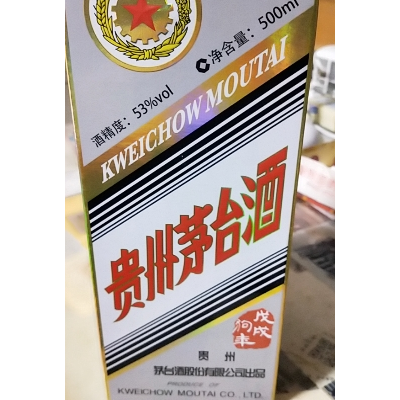 净含量:500ml
酒精度:53%vol
KWEICHOW MOUTAI
贵州茅台酒
戊戌
狗年
贵 州
茅台酒股份有限公司出品
PRODUCE OF
KWEICHOW MOUTAI CO., LTD.